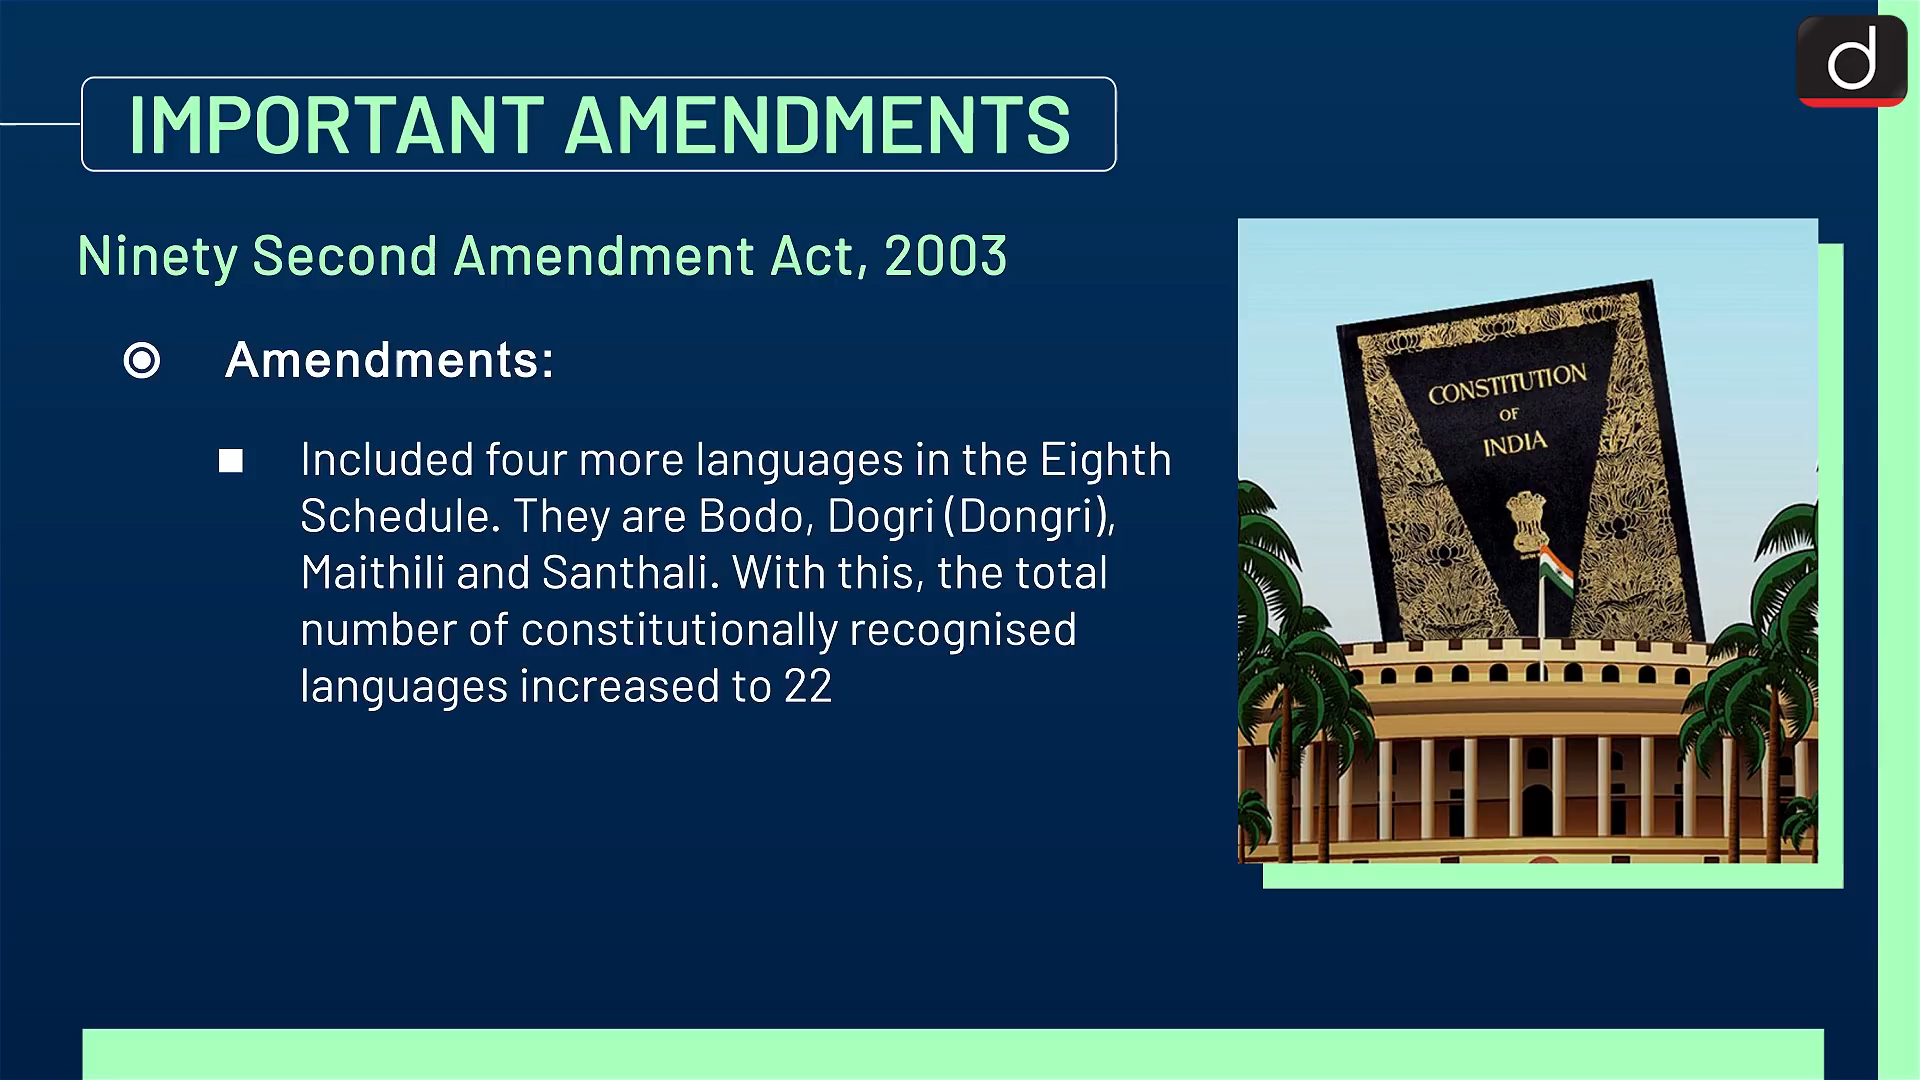 d
IMPORTANT AMENDMENTS
Ninety Second Amendment Act, 2003
Amendments:
Included four more languages in the Eighth
Schedule. They are Bodo, Dogri (Dongri),
Maithili and Santhali. With this, the total
number of constitutionally recognised
languages increased to 22
CONSTITUTION
OF
INDIA